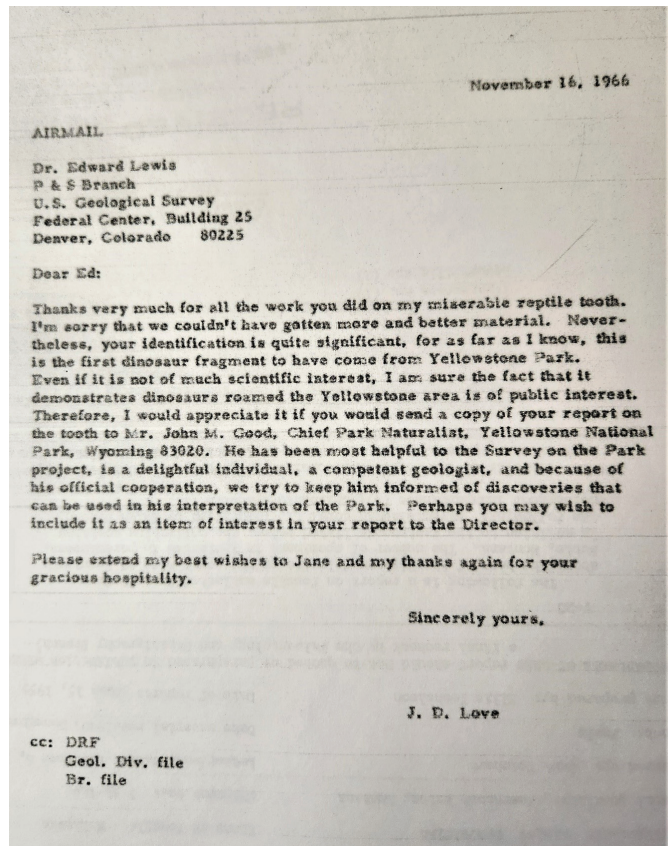 November 16, 1966
AIRMAIL
Dr. Edward Lewis
P & S Branch
U.S. Geological Survey
Federal Center, Building 25
Denver, Colorado   80225
Dear Ed:
Thanks very much for all the work you did on my miserable reptile tooth.
I'm sorry that we couldn't have gotten more and better material.  Never-
theless, your identification is quite significant, for as far as I know, this
is the first dinosaur fragment to have come from Yellowstone Park.
Even if it is not of much scientific interest, I am sure the fact that it
demonstrates dinosaurs roamed the Yellowstone area is of public interest.
Therefore, I would appreciate it if you would send a copy of your report on
the tooth to Mr. John M. Good, Chief Park Naturalist, Yellowstone National
Park, Wyoming 83020.  He has been most helpful to the Survey on the Park
project, is a delightful individual, a competent geologist, and because of
his official cooperation, we try to keep him informed of discoveries that
can be used in his interpretation of the Park.  Perhaps you may wish to
include it as an item of interest in your report to the Director.
Please extend my best wishes to Jane and my thanks again for your
gracious hospitality.
Sincerely yours,
J. D. Love
cc: DRF
Geol. Div. file
Br. file